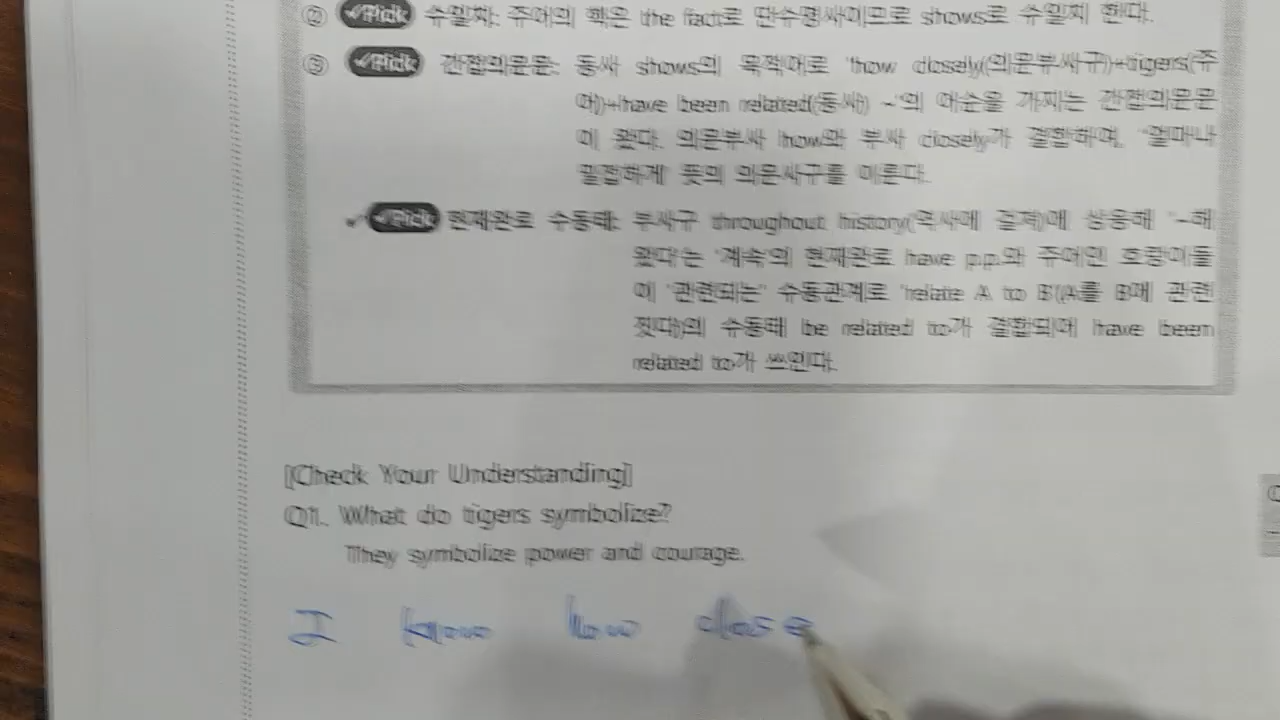 ② ✓Pick 수일치: 주어의 핵은 the fact로 단수명사이므로 shows로 수일치 한다.
③ ✓Pick 간접의문문: 동사 shows의 목적어로 'how closely(의문부사구)+tigers(주
어)+have been related(동사) ~'의 어순을 가지는 간접의문문
이 왔다. 의문부사 how와 부사 closely가 결합하여, '얼마나
밀접하게' 뜻의 의문사구를 이룬다.
✓Pick 현재완료 수동태: 부사구 throughout history(역사에 걸쳐)에 상응해 '~해
왔다'는 '계속'의 현재완료 have p.p.와 주어인 호랑이들
이 '관련되는' 수동관계로 'relate A to B'(A를 B에 관련
짓다)의 수동태 be related to가 결합되어 have been
related to가 쓰인다.
[Check Your Understanding]
Q1. What do tigers symbolize?
They symbolize power and courage.
I know how close